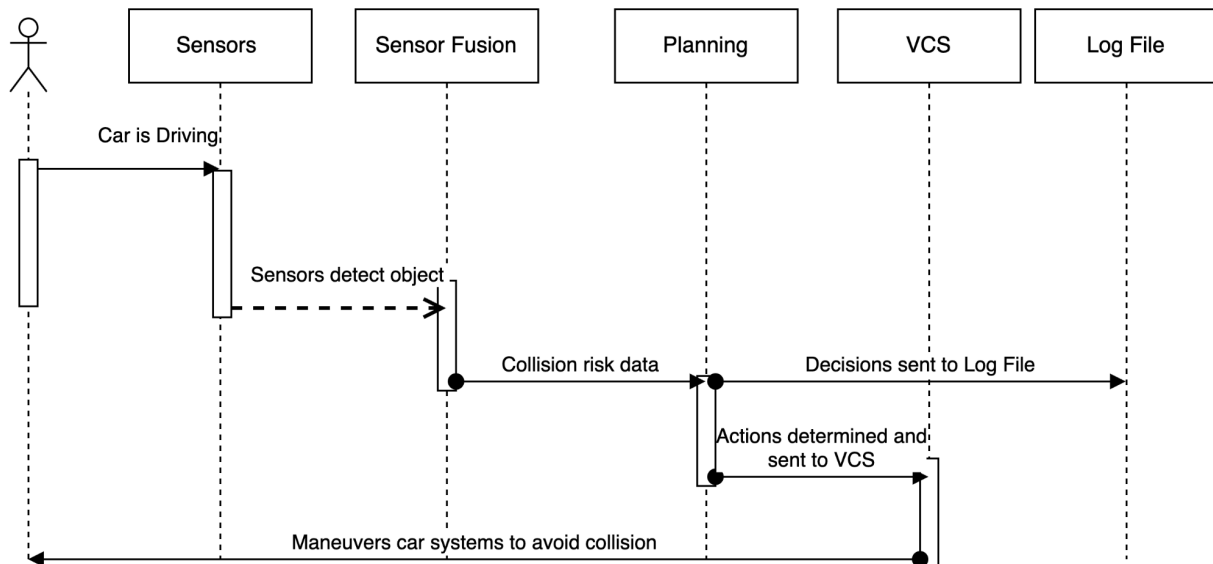 Sensors
Sensor Fusion
Planning
VCS
Log File
Car is Driving
Sensors detect object
Collision risk data
Decisions sent to Log File
Actions determined and
sent to VCS
Maneuvers car systems to avoid collision